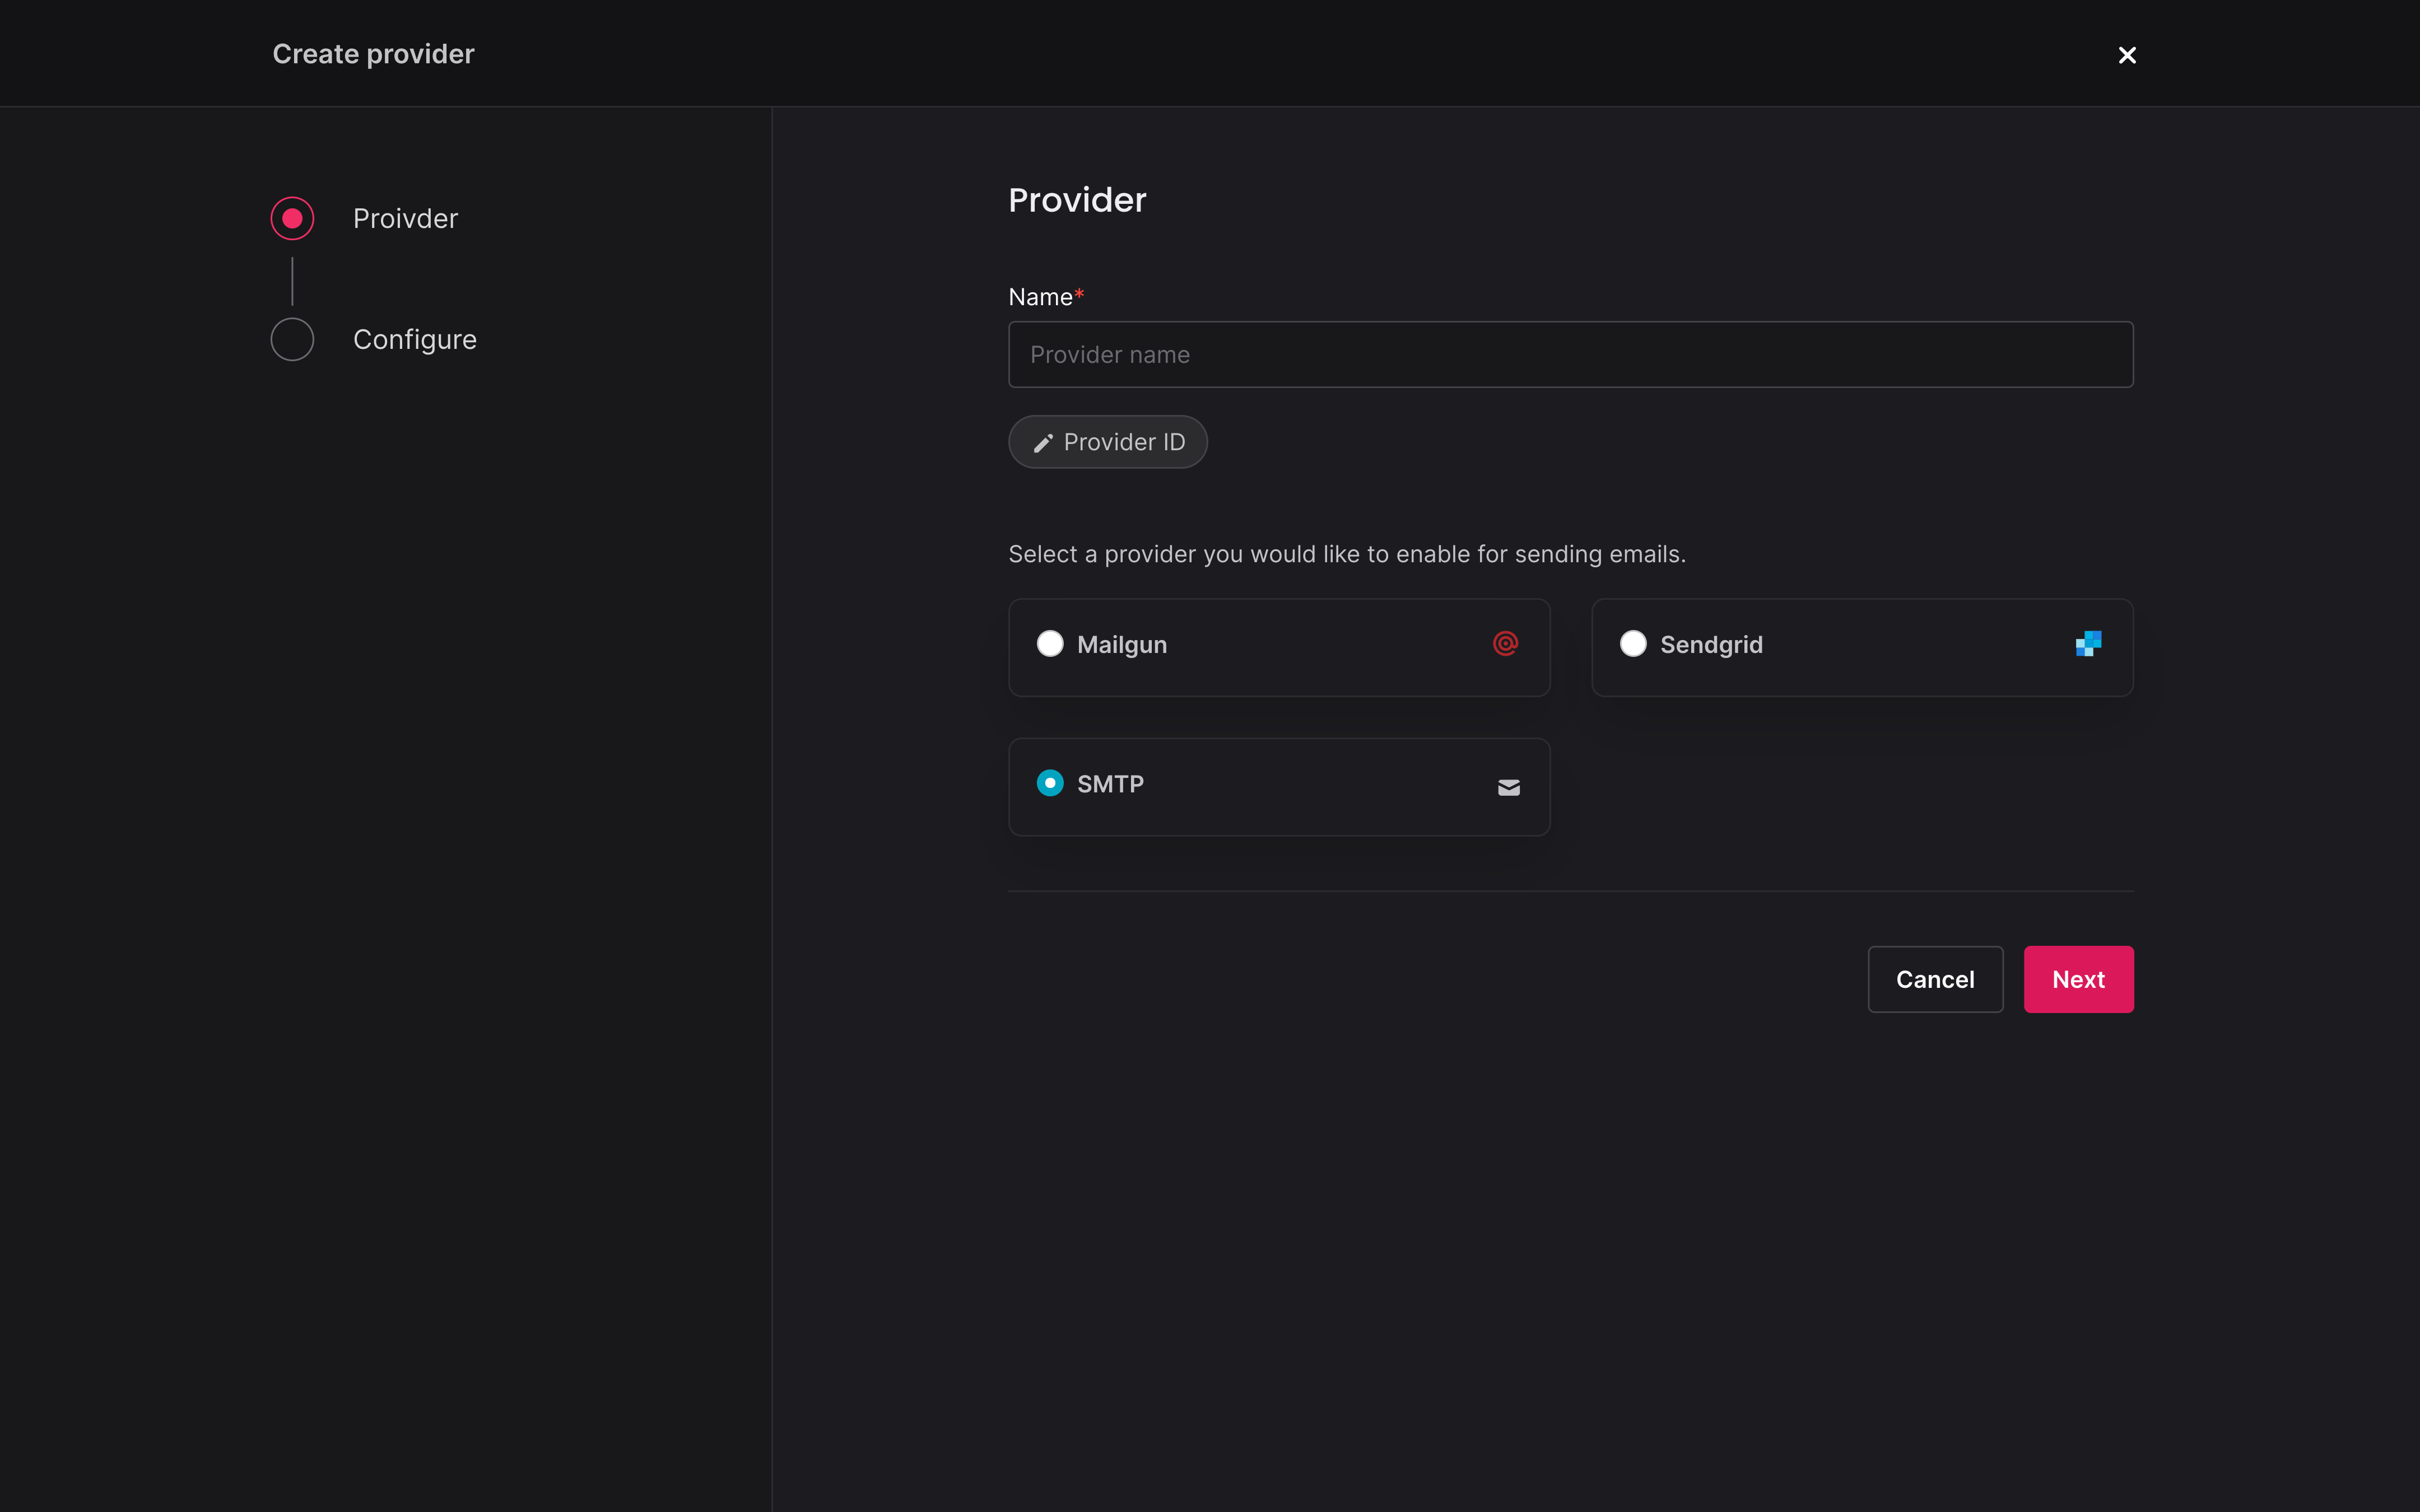 Create provider
Proivder
Configure
Provider
Name*
Provider name
Provider ID
Select a provider you would like to enable for sending emails.
Mailgun
Sendgrid
SMTP
Cancel
Next